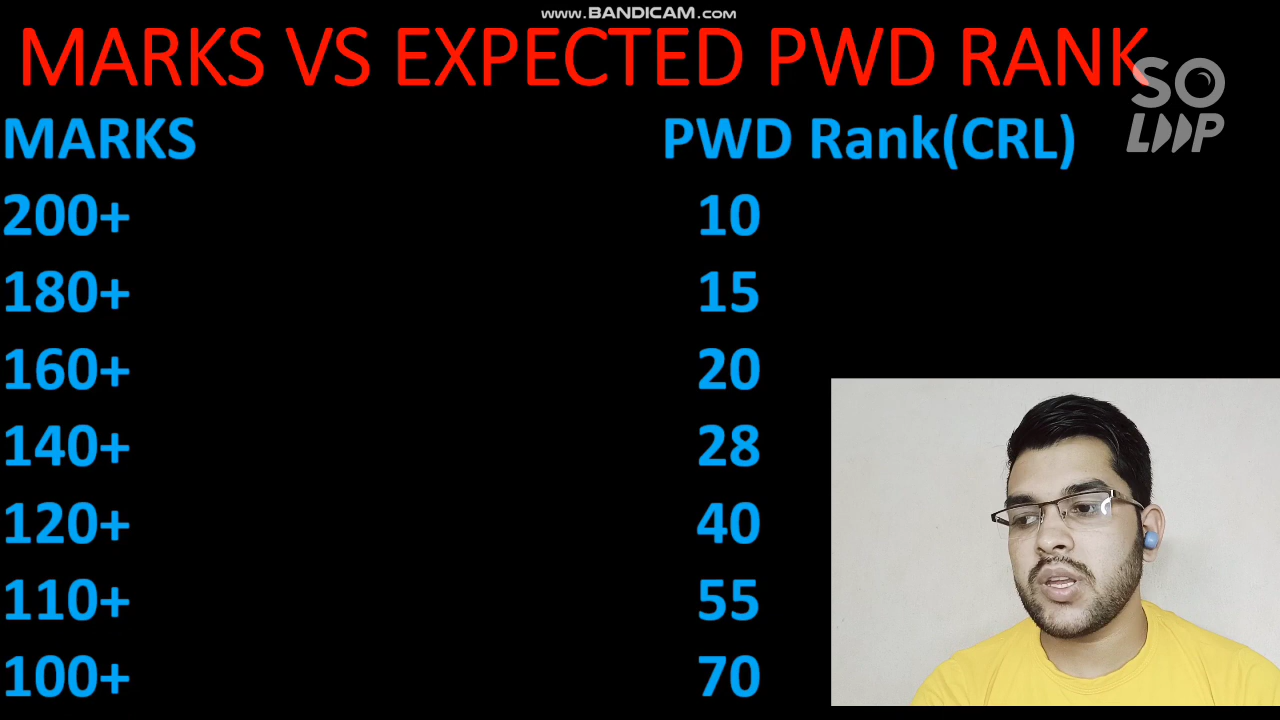 www.BANDICAM.com
MARKS VS EXPECTED PWD RANK
SO
LOOP
MARKS PWD Rank(CRL)
200+ 10
180+ 15
160+ 20
140+ 28
120+ 40
110+ 55
100+ 70